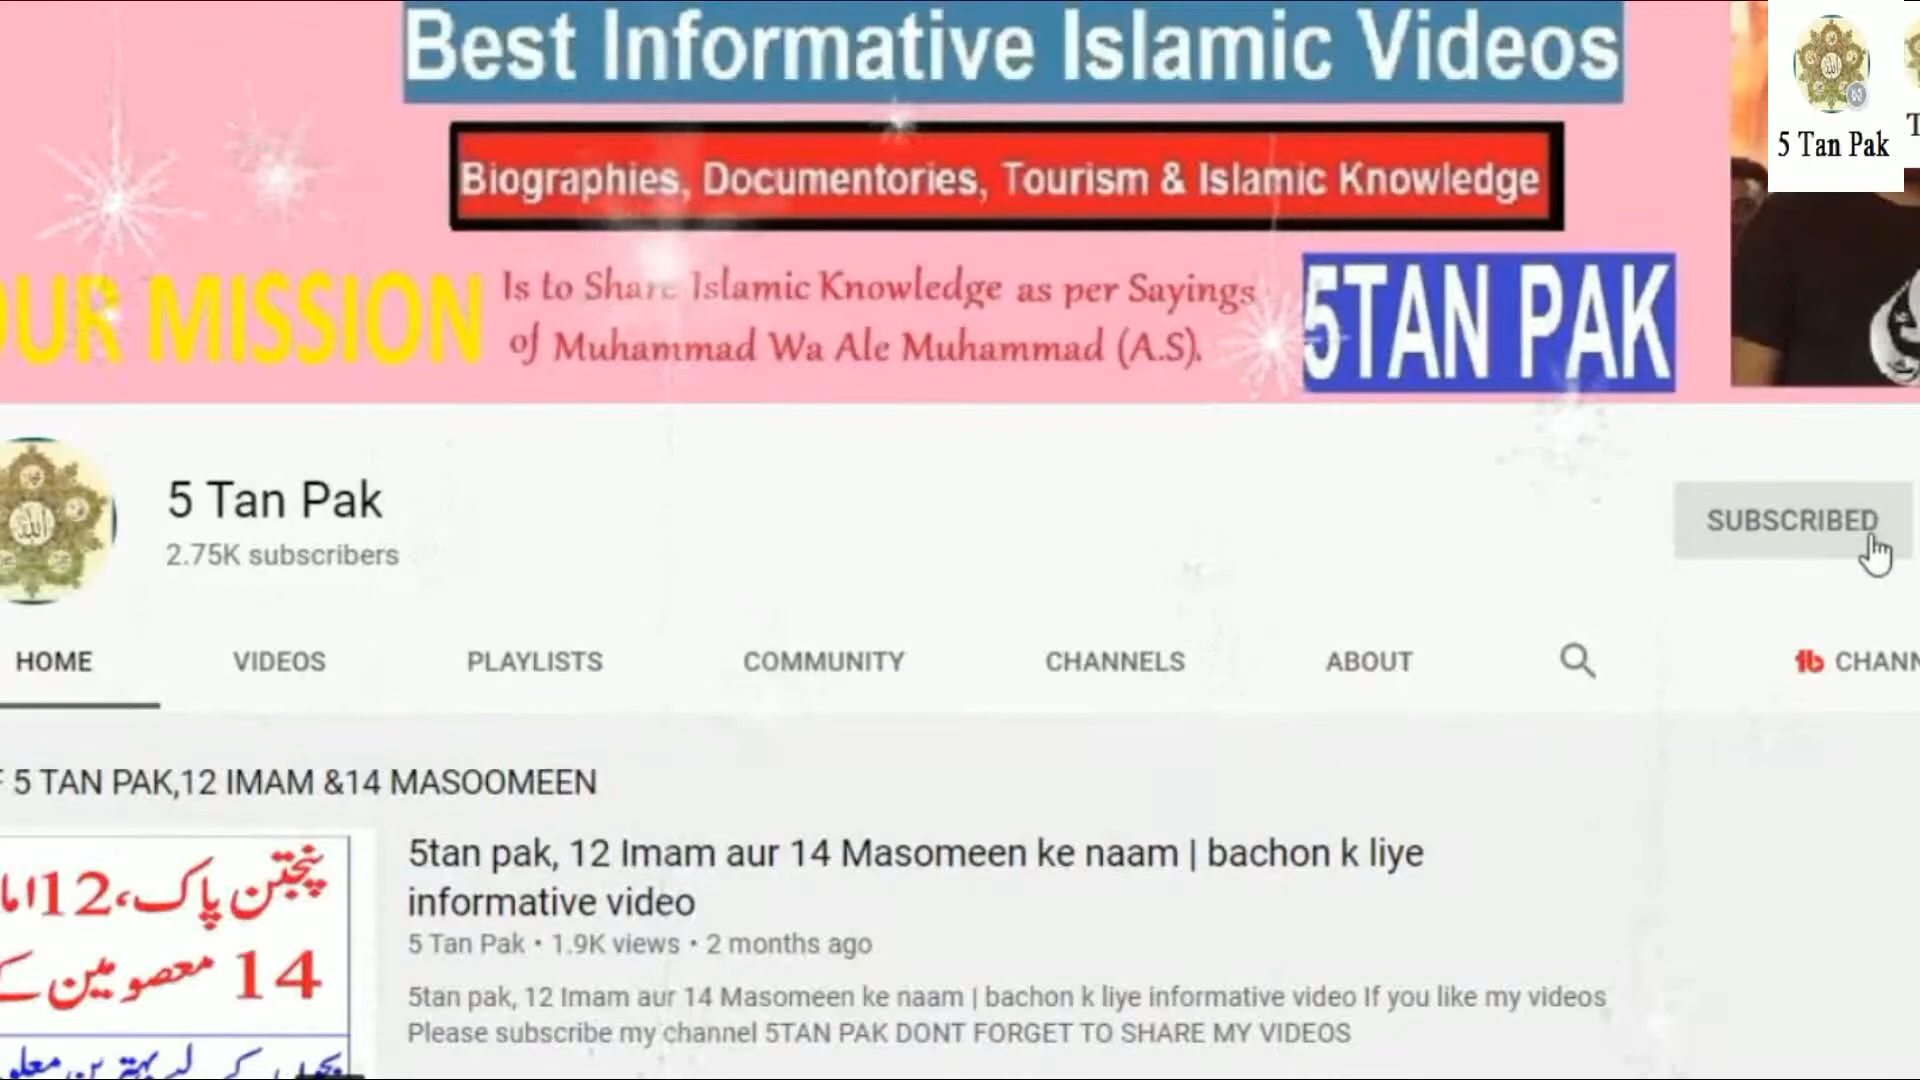 Best Informative Islamic Videos
5 Tan Pak
Biographies, Documentories, Tourism & Islamic Knowledge
OUR MISSION
Is to Share Islamic Knowledge as per Sayings
of Muhammad Wa Ale Muhammad (A.S).
5TAN PAK
5 Tan Pak
2.75K subscribers
SUBSCRIBED
HOME VIDEOS PLAYLISTS COMMUNITY CHANNELS ABOUT
5 TAN PAK,12 IMAM &14 MASOOMEEN
پنجتن پاک،12
14 معصومین کے
5tan pak, 12 Imam aur 14 Masomeen ke naam | bachon k liye
informative video
5 Tan Pak • 1.9K views • 2 months ago
5tan pak, 12 Imam aur 14 Masomeen ke naam | bachon k liye informative video If you like my videos
Please subscribe my channel 5TAN PAK DONT FORGET TO SHARE MY VIDEOS